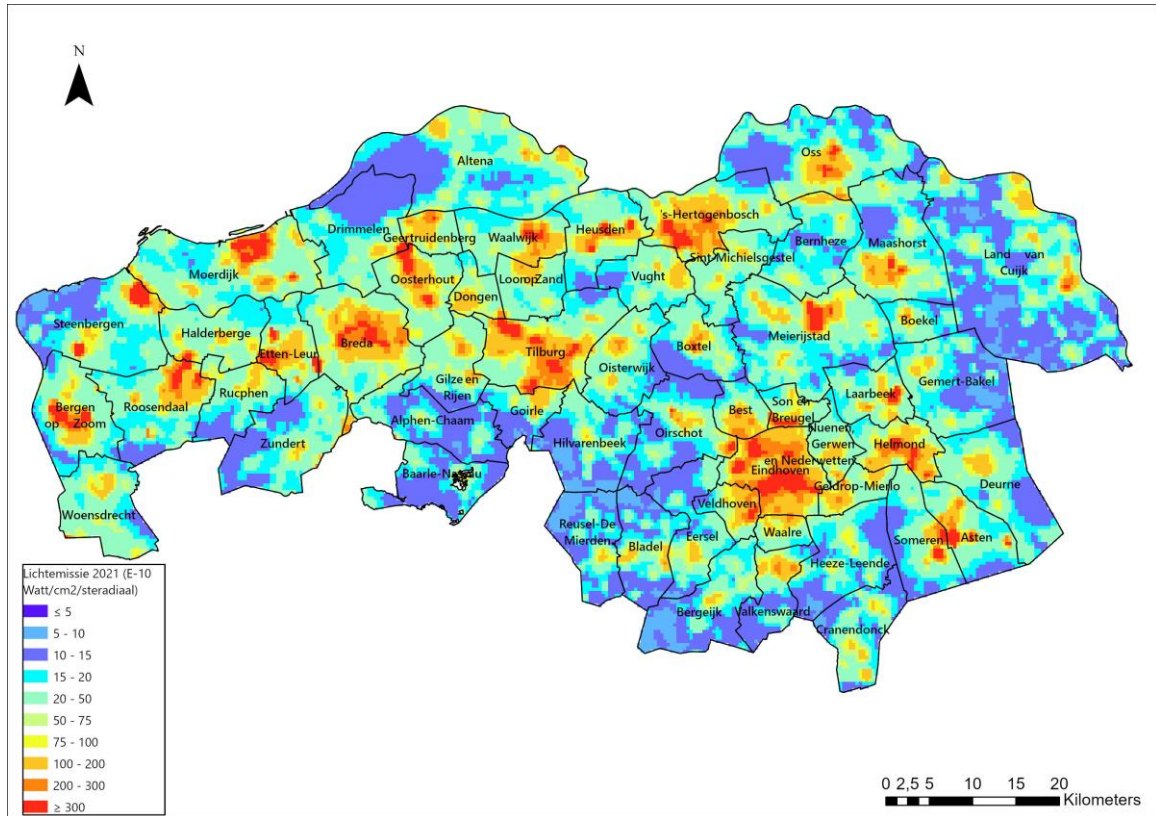 N
Altena
Oss
Drimmelen
Geertruidenberg
Waalwijk
Heusden
's-Hertogenbosch
Bernheze
Maashorst
Land van
Cuijk
Moerdijk
Oosterhout
Loon op Zand
Vught
Sint-Michielsgestel
Dongen
Steenbergen
Halderberge
Etten-Leur
Breda
Tilburg
Boxtel
Meierijstad
Boekel
Oisterwijk
Gilze en
Rijen
Rucphen
Roosendaal
Bergen
op Zoom
Goirle
Alphen-Chaam
Zundert
Hilvarenbeek
Oirschot
Best
Son en
Breugel
Laarbeek
Gemert-Bakel
Nuenen,
Gerwen
en Nederwetten
Helmond
Eindhoven
Geldrop-Mierlo
Deurne
Baarle-Nassau
Woensdrecht
Veldhoven
Reusel-De
Mierden
Bladel
Eersel
Waalre
Someren
Asten
Heeze-Leende
Bergeijk
Valkenswaard
Cranendonck
Lichtemissie 2021 (E-10
Watt/cm2/steradiaal)
≤ 5
5 - 10
10 - 15
15 - 20
20 - 50
50 - 75
75 - 100
100 - 200
200 - 300
≥ 300
0 2,5 5 10 15 20
Kilometers